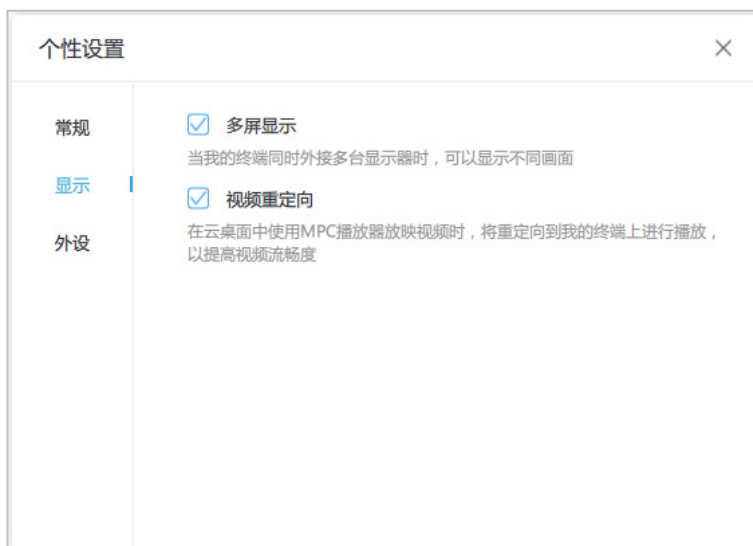 个性设置
常规
多屏显示
当我的终端同时外接多台显示器时，可以显示不同画面
显示
视频重定向
在云桌面中使用MPC播放器放映视频时，将重定向到我的终端上进行播放，
以提高视频流畅度
外设